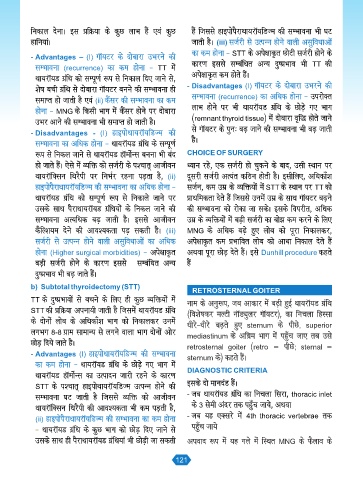 निकाल देना। इस प्रक्रिया के कुछ लाभ हैं एवं कुछ
हानियां।
- Advantages – (i) गॉयटर के दोबारा उभरने की
सम्भावना (recurrence) का कम होना – TT में
थायरॉयड ग्रंथि को सम्पूर्ण रूप से निकाल दिए जाने से,
शेष बची ग्रंथि से दोबारा गॉयटर बनने की सम्भावना ही
समाप्त हो जाती है एवं (ii) कैंसर की सम्भावना का कम
होना – MNG के किसी भाग में कैंसर होने पर दोबारा
उभर आने की सम्भावना भी समाप्त हो जाती है।
- Disadvantages - (i) हाइपोथायरॉयडिज्म की
सम्भावना का अधिक होना – थायरॉयड ग्रंथि के सम्पूर्ण
रूप से निकल जाने से थायरॉयड हॉर्मोन्स बनना भी बंद
हो जाते हैं। ऐसे में व्यक्ति को सर्जरी के पश्चात् आजीवन
थायरॉक्सिन थिरैपी पर निर्भर रहना पड़ता है, (ii)
हाइपोपैराथायरॉयडिज्म की सम्भावना का अधिक होना –
थायरॉयड ग्रंथि को सम्पूर्ण रूप से निकाले जाने पर
उसके साथ पैराथायरॉयड ग्रंथियों के निकल जाने की
सम्भावना अत्यधिक बढ़ जाती है। इससे आजीवन
कैल्शियम देने की आवश्यकता पड़ सकती है। (iii)
सर्जरी से उत्पन्न होने वाली असुविधाओं का अधिक
होना (Higher surgical morbidities) – अपेक्षाकृत
बड़ी सर्जरी होने के कारण इससे सम्बंधित अन्य
दुष्प्रभाव भी बढ़ जाते हैं।
b) Subtotal thyroidectomy (STT)
TT के दुष्प्रभावों से बचने के लिए ही कुछ व्यक्तियों में
STT की प्रक्रिया अपनायी जाती है जिसमें थायरॉयड ग्रंथि
के दोनों लोब के अधिकांश भाग को निकालकर उनमें
लगभग 8-8 ग्राम सामान्य से लगने वाला भाग दोनों ओर
छोड़ दिये जाते हैं।
- Advantages (i) हाइपोथायरॉयडिज्म की सम्भावना
का कम होना – थायरॉयड ग्रंथि के छोड़े गए भाग में
थायरॉयड हॉर्मोन्स का उत्पादन जारी रहने के कारण
STT के पश्चात् हाइपोथायरॉयडिज्म उत्पन्न होने की
सम्भावना घट जाती है जिससे व्यक्ति को आजीवन
थायरॉक्सिन थिरैपी की आवश्यकता भी कम पड़ती है,
(ii) हाइपोपैराथायरॉयडिज्म की सम्भावना का कम होना
– थायरॉयड ग्रंथि के कुछ भाग को छोड़ दिए जाने से
उसके साथ ही पैराथायरॉयड ग्रंथियां भी छोड़ी जा सकती
हैं जिससे हाइपोपैराथायरॉयडिज्म की सम्भावना भी घट
जाती है। (iii) सर्जरी से उत्पन्न होने वाली असुविधाओं
का कम होना – STT के अपेक्षाकृत छोटी सर्जरी होने के
कारण इससे सम्बंधित अन्य दुष्प्रभाव भी TT की
अपेक्षाकृत कम होते हैं।
- Disadvantages (i) गॉयटर के दोबारा उभरने की
सम्भावना (recurrence) का अधिक होना – उपरोक्त
लाभ होने पर भी थायरॉयड ग्रंथि के छोड़े गए भाग
(remnant thyroid tissue) में दोबारा वृद्धि होते जाने
से गॉयटर के पुनः बढ़ जाने की सम्भावना भी बढ़ जाती
है।
CHOICE OF SURGERY
ध्यान रहे, एक सर्जरी हो चुकने के बाद, उसी स्थान पर
दूसरी सर्जरी अत्यंत कठिन होती है। इसीलिए, अधिकांश
सर्जन, कम उम्र के व्यक्तियों में STT के स्थान पर TT को
प्राथमिकता देते हैं जिससे उनमें उम्र के साथ गॉयटर बढ़ने
की सम्भावना को रोका जा सके। इसके विपरीत, अधिक
उम्र के व्यक्तियों में बड़ी सर्जरी का बोझ कम करने के लिए
MNG के अधिक बढ़े हुए लोब को पूरा निकालकर,
अपेक्षाकृत कम प्रभावित लोब को आधा निकाल देते हैं
अथवा पूरा छोड़ देते हैं। इसे Dunhill procedure कहते
हैं
RETROSTERNAL GOITER
नाम के अनुरूप, जब आकार में बढ़ी हुई थायरॉयड ग्रंथि
(विशेषकर मल्टी नॉड्युलर गॉयटर), का निचला हिस्सा
धीरे-धीरे बढ़ते हुए sternum के पीछे, superior
mediastinum के अग्रिम भाग में पहुँच जाए तब उसे
retrosternal goiter (retro = पीछे; sternal =
sternum के) कहते हैं।
DIAGNOSTIC CRITERIA
इसके दो मानदंड हैं।
- जब थायरॉयड ग्रंथि का निचला सिरा, thoracic inlet
के 3 सेमी अंदर तक पहुँच जाये, अथवा
- जब यह एक्सरे में 4th thoracic vertebrae तक
पहुँच जाये
अपवाद रूप में यह गले में स्थित MNG के फैलाव के
121